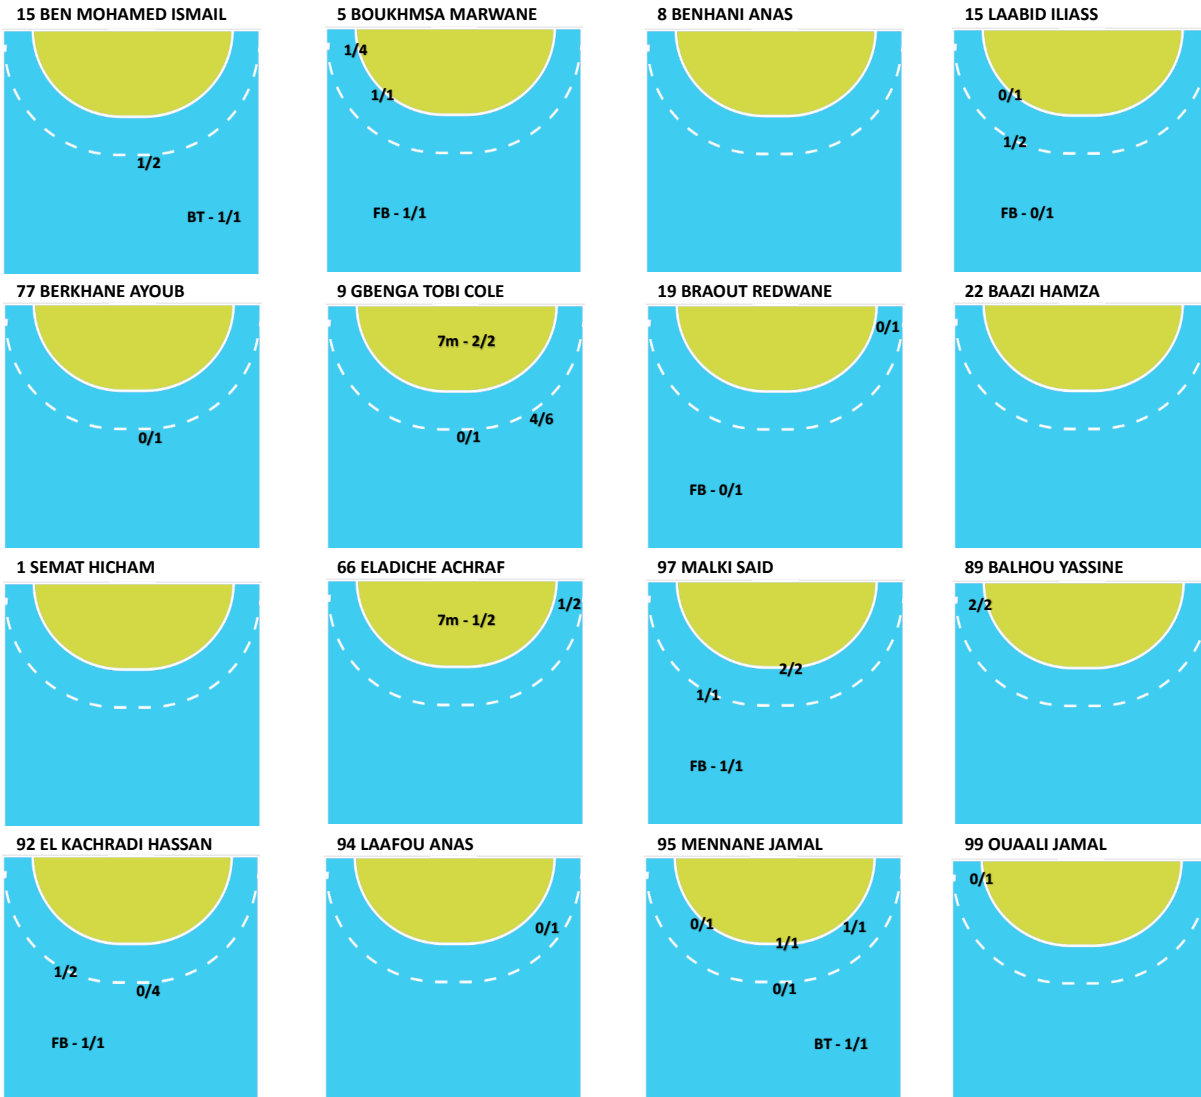 15 BEN MOHAMED ISMAIL
1/2
BT - 1/1
5 BOUKHMSA MARWANE
1/4
1/1
FB - 1/1
8 BENHANI ANAS
15 LAABID ILIASS
0/1
1/2
FB - 0/1
77 BERKHANE AYOUB
0/1
9 GBENGA TOBI COLE
7m - 2/2
4/6
0/1
19 BRAOUT REDWANE
0/1
FB - 0/1
22 BAAZI HAMZA
1 SEMAT HICHAM
66 ELADICHE ACHRAF
1/2
7m - 1/2
97 MALKI SAID
2/2
1/1
FB - 1/1
89 BALHOU YASSINE
2/2
92 EL KACHRADI HASSAN
1/2
0/4
FB - 1/1
94 LAAFOU ANAS
0/1
95 MENNANE JAMAL
0/1
1/1
1/1
0/1
BT - 1/1
99 OUAALI JAMAL
0/1